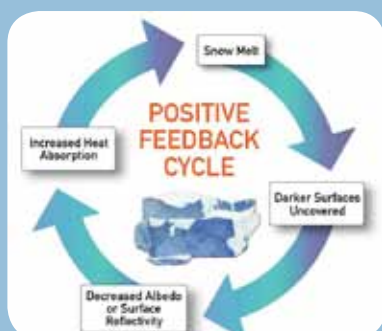 Snow Melt
POSITIVE
FEEDBACK
CYCLE
Increased Heat
Absorption
Darker Surfaces
Uncovered
Decreased Albedo
or Surface
Reflectivity